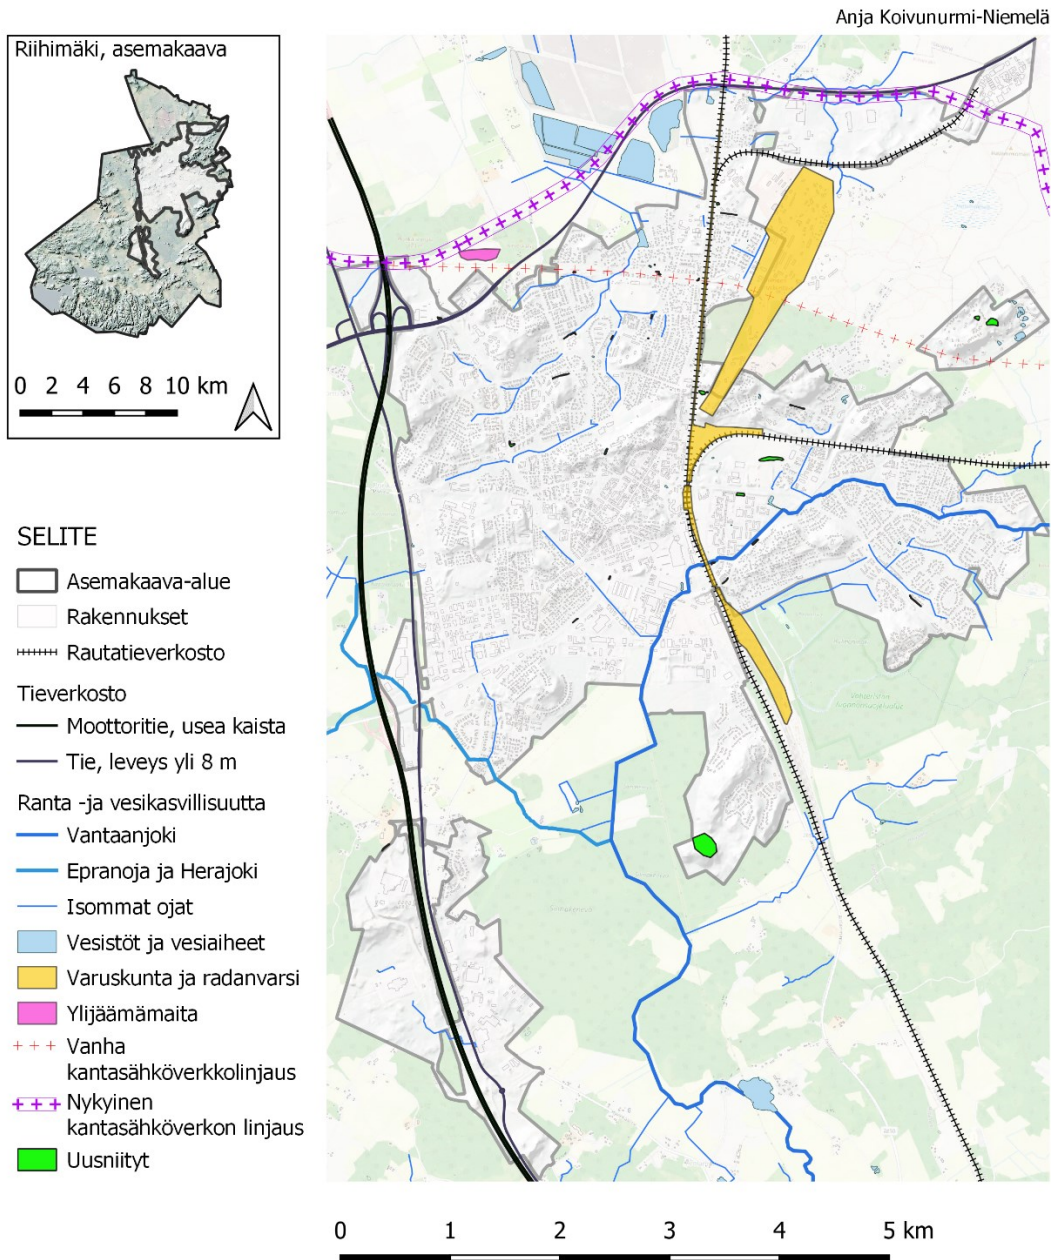 Anja Koivunurmi-Niemelä
Riihimäki, asemakaava
0 2 4 6 8 10 km
SELITE
Asemakaava-alue
Rakennukset
Rautatieverkosto
Tieverkosto
Moottoritie, usea kaista
Tie, leveys yli 8 m
Ranta -ja vesikasvillisuutta
Vantaanjoki
Epranoja ja Herajoki
Isommat ojat
Vesistöt ja vesiaiheet
Varuskunta ja radanvarsi
Ylijäämämaita
Vanha
kantasähköverkkolinjaus
Nykyinen
kantasähköverkon linjaus
Uusniityt
0 1 2 3 4 5 km